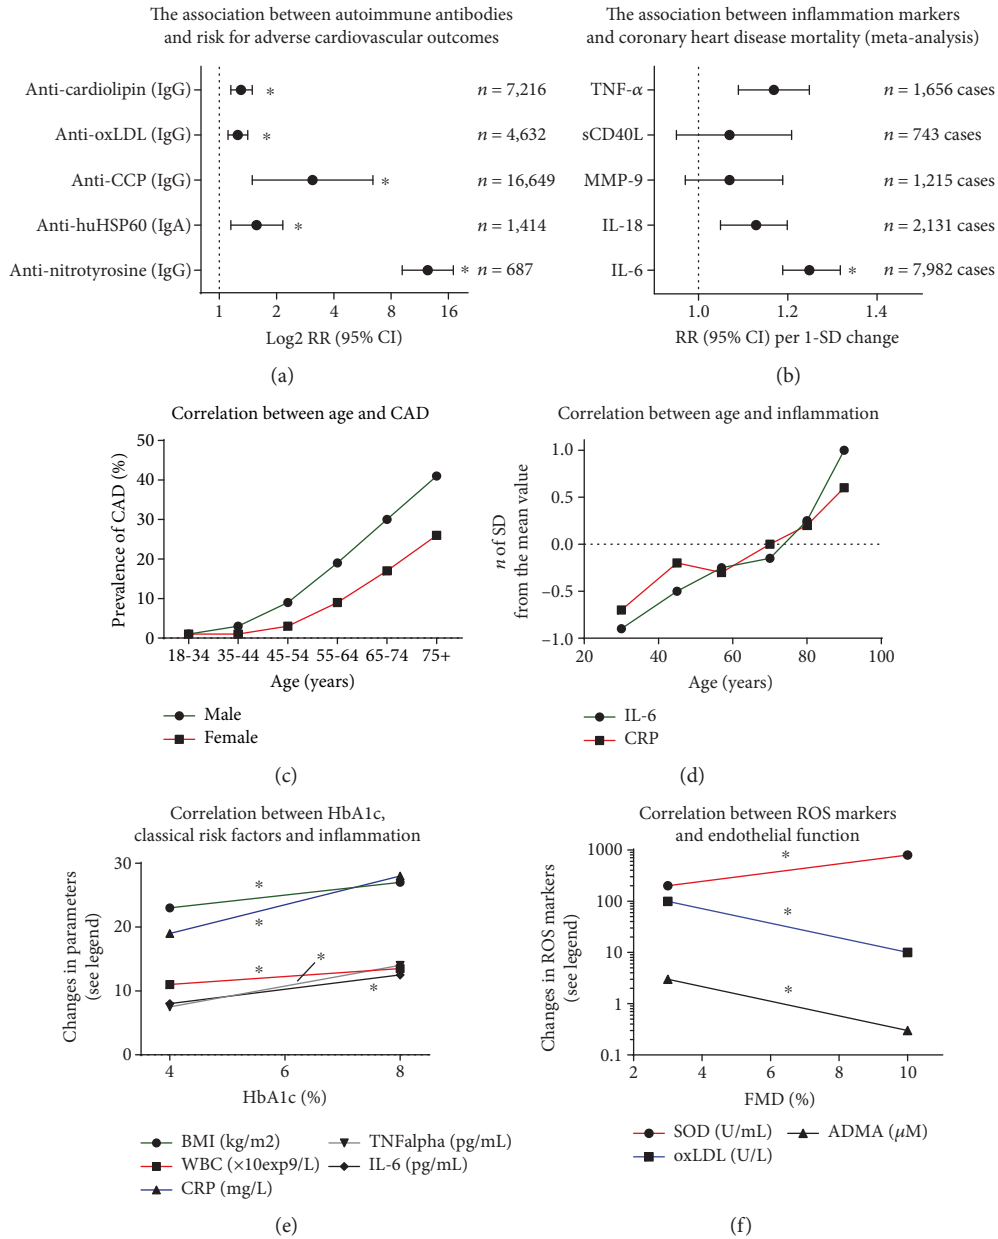 The association between autoimmune antibodies
and risk for adverse cardiovascular outcomes
Anti-cardiolipin (IgG)
*
n = 7,216
Anti-oxLDL (IgG)
*
n = 4,632
Anti-CCP (IgG)
*
n = 16,649
Anti-huHSP60 (IgA)
*
n = 1,414
Anti-nitrotyrosine (IgG)
*
n = 687
1 2 4 8 16
Log2 RR (95% CI)
(a)
The association between inflammation markers
and coronary heart disease mortality (meta-analysis)
TNF-α
n = 1,656 cases
sCD40L
n = 743 cases
MMP-9
n = 1,215 cases
IL-18
n = 2,131 cases
IL-6
*
n = 7,982 cases
1.0 1.2 1.4
RR (95% CI) per 1-SD change
(b)
Correlation between age and CAD
Prevalence of CAD (%)
50
40
30
20
10
0
18-34 35-44 45-54 55-64 65-74 75+
Age (years)
Male
Female
(c)
Correlation between age and inflammation
n of SD
from the mean value
1.0
0.5
0.0
−0.5
−1.0
20 40 60 80 100
Age (years)
IL-6
CRP
(d)
Correlation between HbA1c,
classical risk factors and inflammation
Changes in parameters
(see legend)
30
20
10
0
*
*
*
*
*
4 6 8
HbA1c (%)
BMI (kg/m2)
WBC (×10exp9/L)
CRP (mg/L)
TNFalpha (pg/mL)
IL-6 (pg/mL)
(e)
Correlation between ROS markers
and endothelial function
Changes in ROS markers
(see legend)
1000
100
10
1
0.1
*
*
*
2 4 6 8 10
FMD (%)
SOD (U/mL)
oxLDL (U/L)
ADMA (μM)
(f)